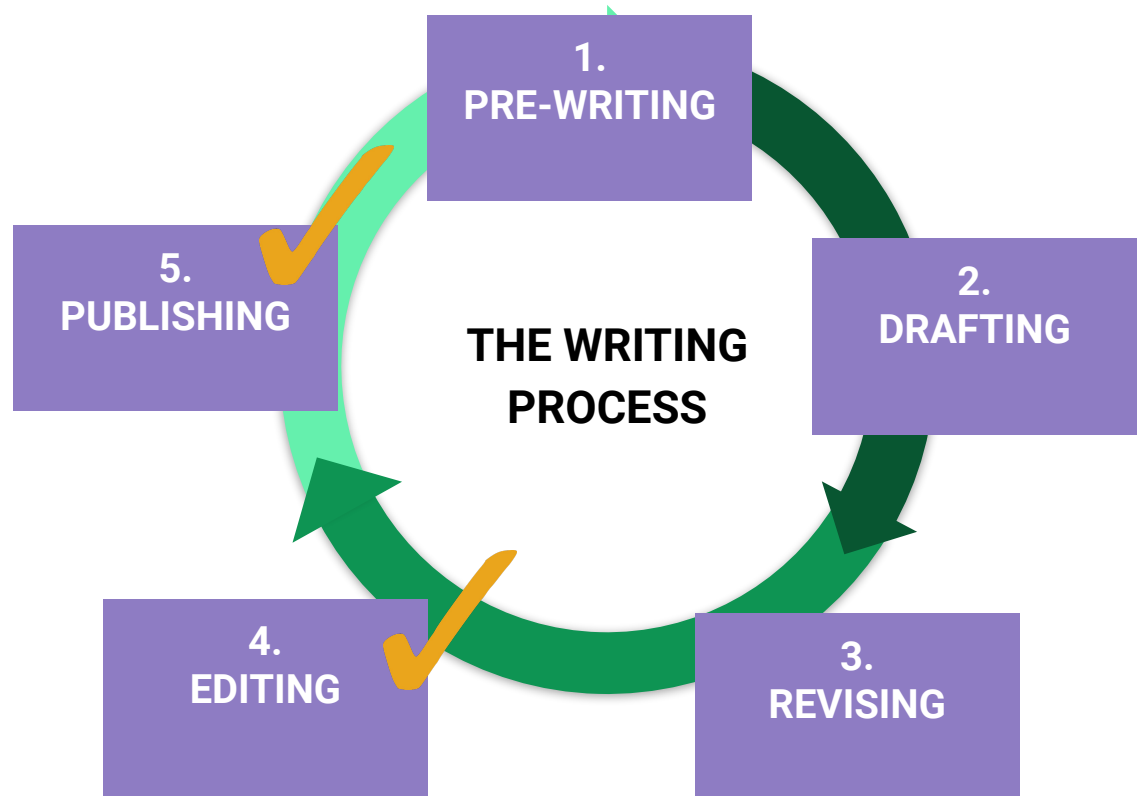 1.
PRE-WRITING
2.
DRAFTING
3.
REVISING
4.
EDITING
5.
PUBLISHING
THE WRITING
PROCESS